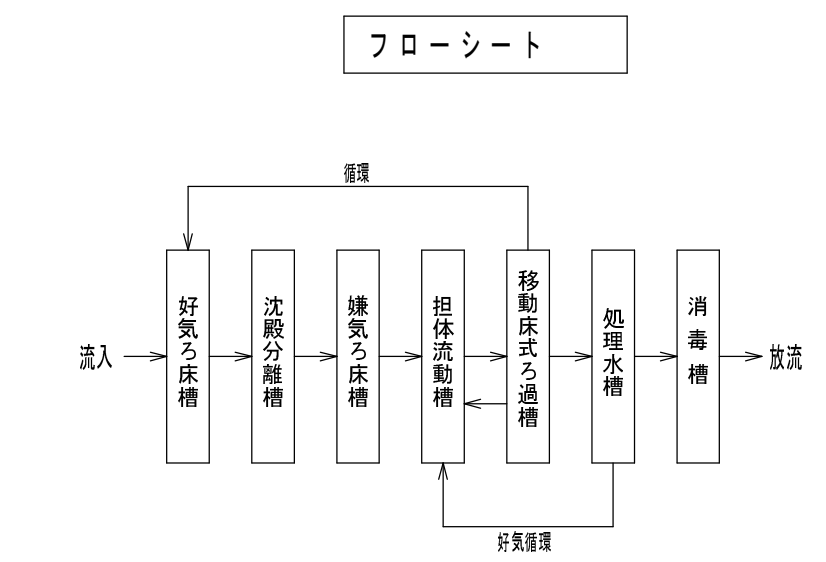 フローシート
循環
流入
好気ろ床槽
沈殿分離槽
嫌気ろ床槽
担体流動槽
移動床式ろ過槽
処理水槽
消毒槽
放流
好気循環